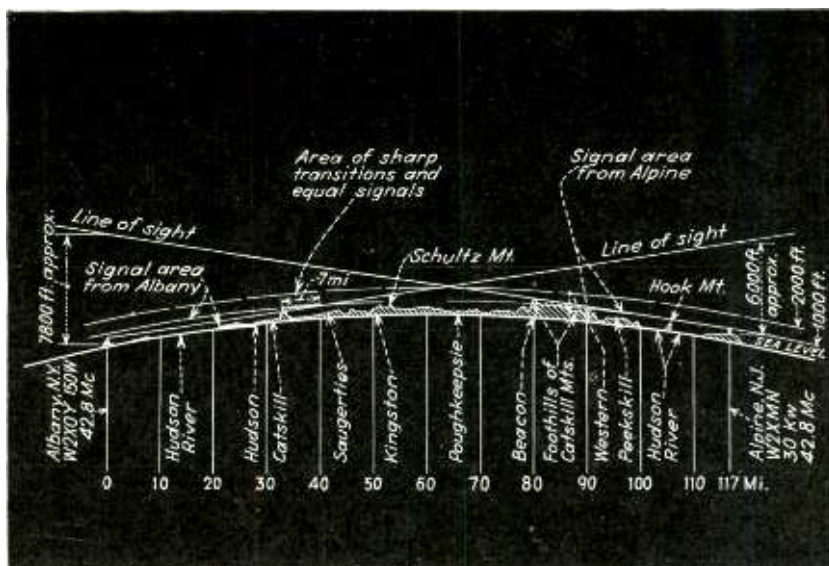 Area of sharp
transitions and
equal signals
Signal area
from Alpine
7800 ft. approx.
Line of sight
Line of sight
Schultz Mt.
~7mi
Signal area
from Albany
Hook Mt.
6000 ft.
approx.
2000 ft.
1000 ft.
SEA LEVEL
Albany N.Y.
W2XOY 150W
42.8 Mc
Hudson
River
Hudson
Catskill
Saugerties
Kingston
Poughkeepsie
Beacon
Foothills of
Catskill Mts.
Western
Peekskill
Hudson
River
Alpine, N.J.
W2XMN
30 Kw
42.8 Mc
0 10 20 30 40 50 60 70 80 90 100 110 117 Mi.